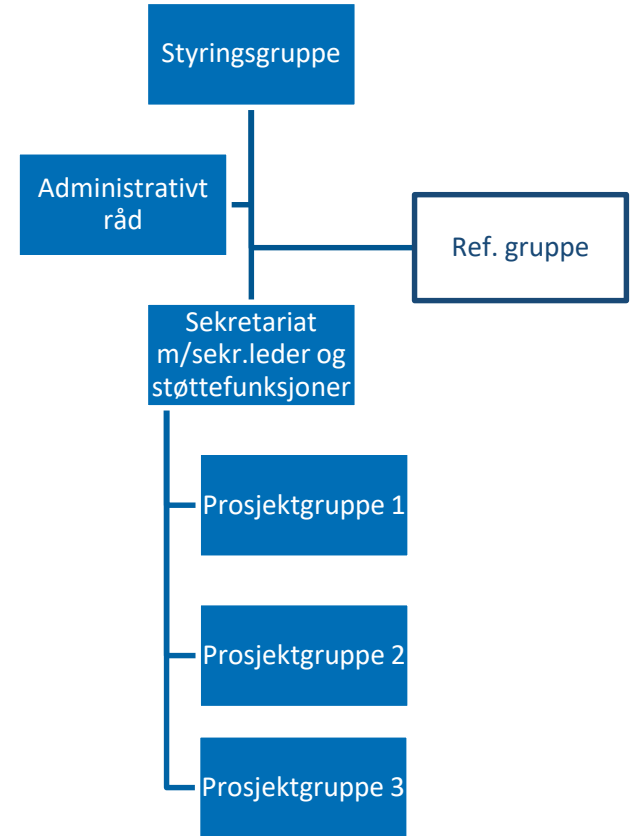 Styringsgruppe
Administrativt
råd
Ref. gruppe
Sekretariat
m/sekr.leder og
støttefunksjoner
Prosjektgruppe 1
Prosjektgruppe 2
Prosjektgruppe 3